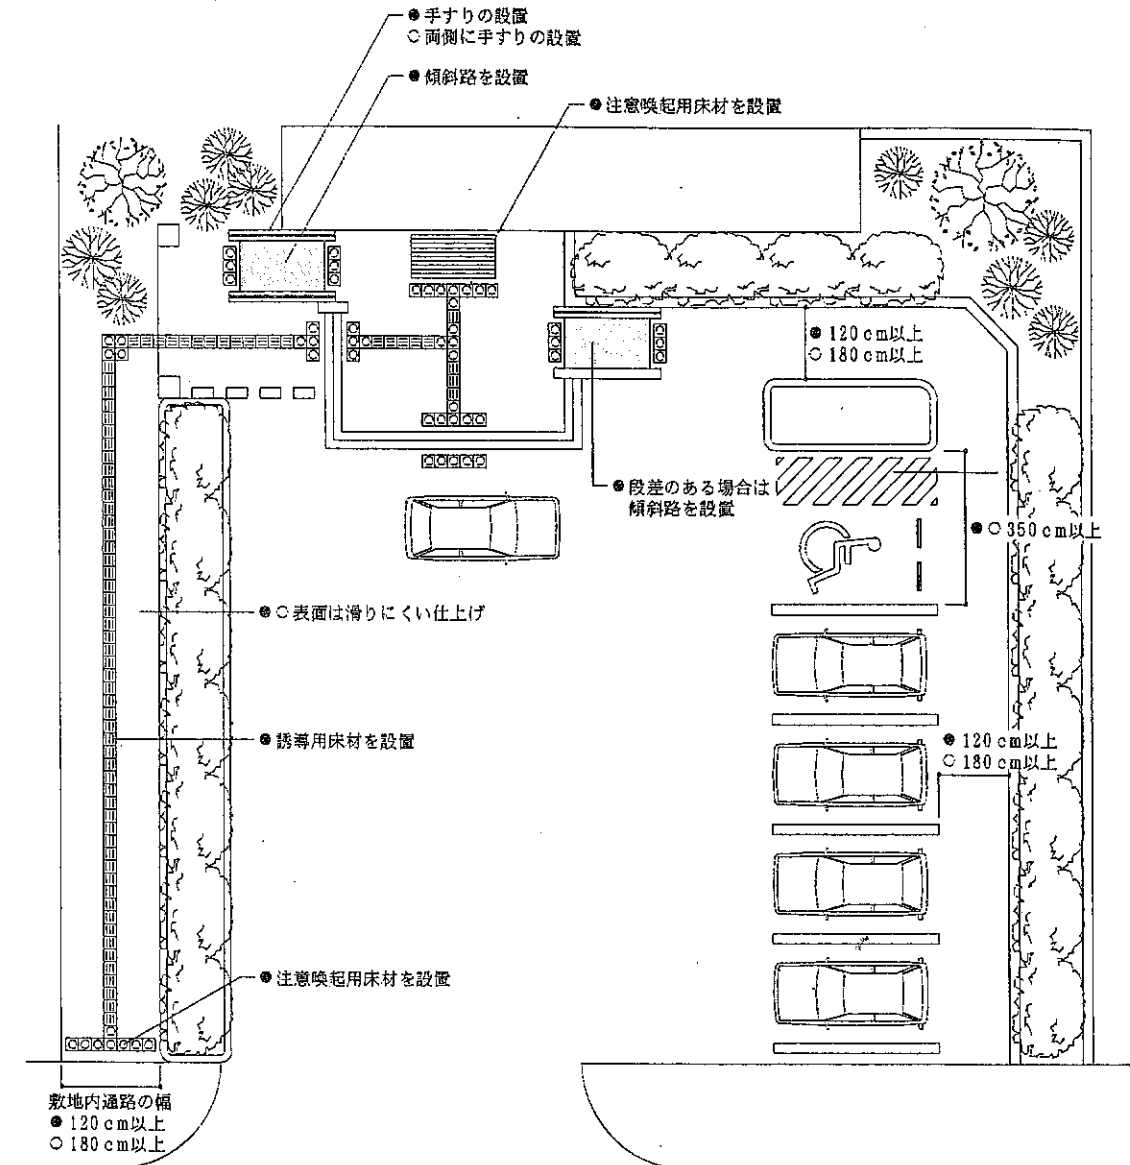 ● 手すりの設置
○ 両側に手すりの設置
● 傾斜路を設置
● 注意喚起用床材を設置
● 120cm以上
○ 180cm以上
● 段差のある場合は
傾斜路を設置
● ○ 350cm以上
● ○ 表面は滑りにくい仕上げ
● 誘導用床材を設置
● 120cm以上
○ 180cm以上
● 注意喚起用床材を設置
敷地内通路の幅
● 120cm以上
○ 180cm以上